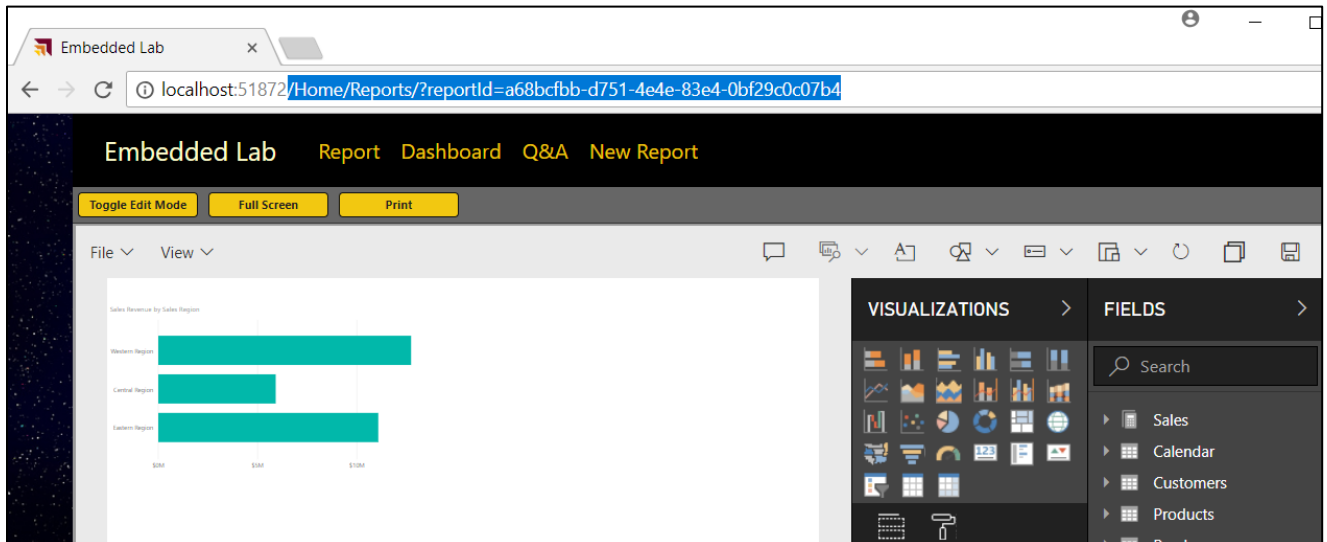 Embedded Lab
localhost:51872/Home/Reports/?reportId=a68bcfbb-d751-4e4e-83e4-0bf29c0c07b4
Embedded Lab Report Dashboard Q&A New Report
Toggle Edit Mode Full Screen Print
File View
Sales Revenue by Sales Region
Western Region
Central Region
Eastern Region
$0M $5M $10M
VISUALIZATIONS
123
FIELDS
Search
Sales
Calendar
Customers
Products